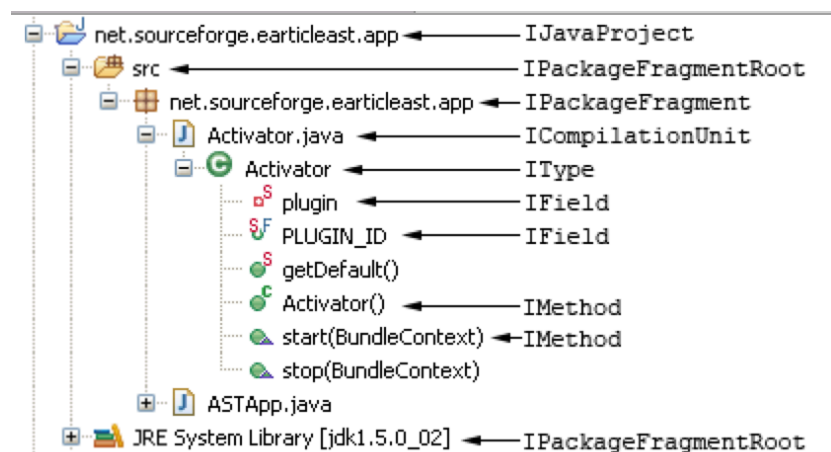 net.sourceforge.earticleast.app IJavaProject
src IPackageFragmentRoot
net.sourceforge.earticleast.app IPackageFragment
J Activator.java ICompilationUnit
C Activator IType
S plugin IField
S F PLUGIN_ID IField
S getDefault()
C Activator() IMethod
start(BundleContext) IMethod
stop(BundleContext)
J ASTApp.java
JRE System Library [jdk1.5.0_02] IPackageFragmentRoot